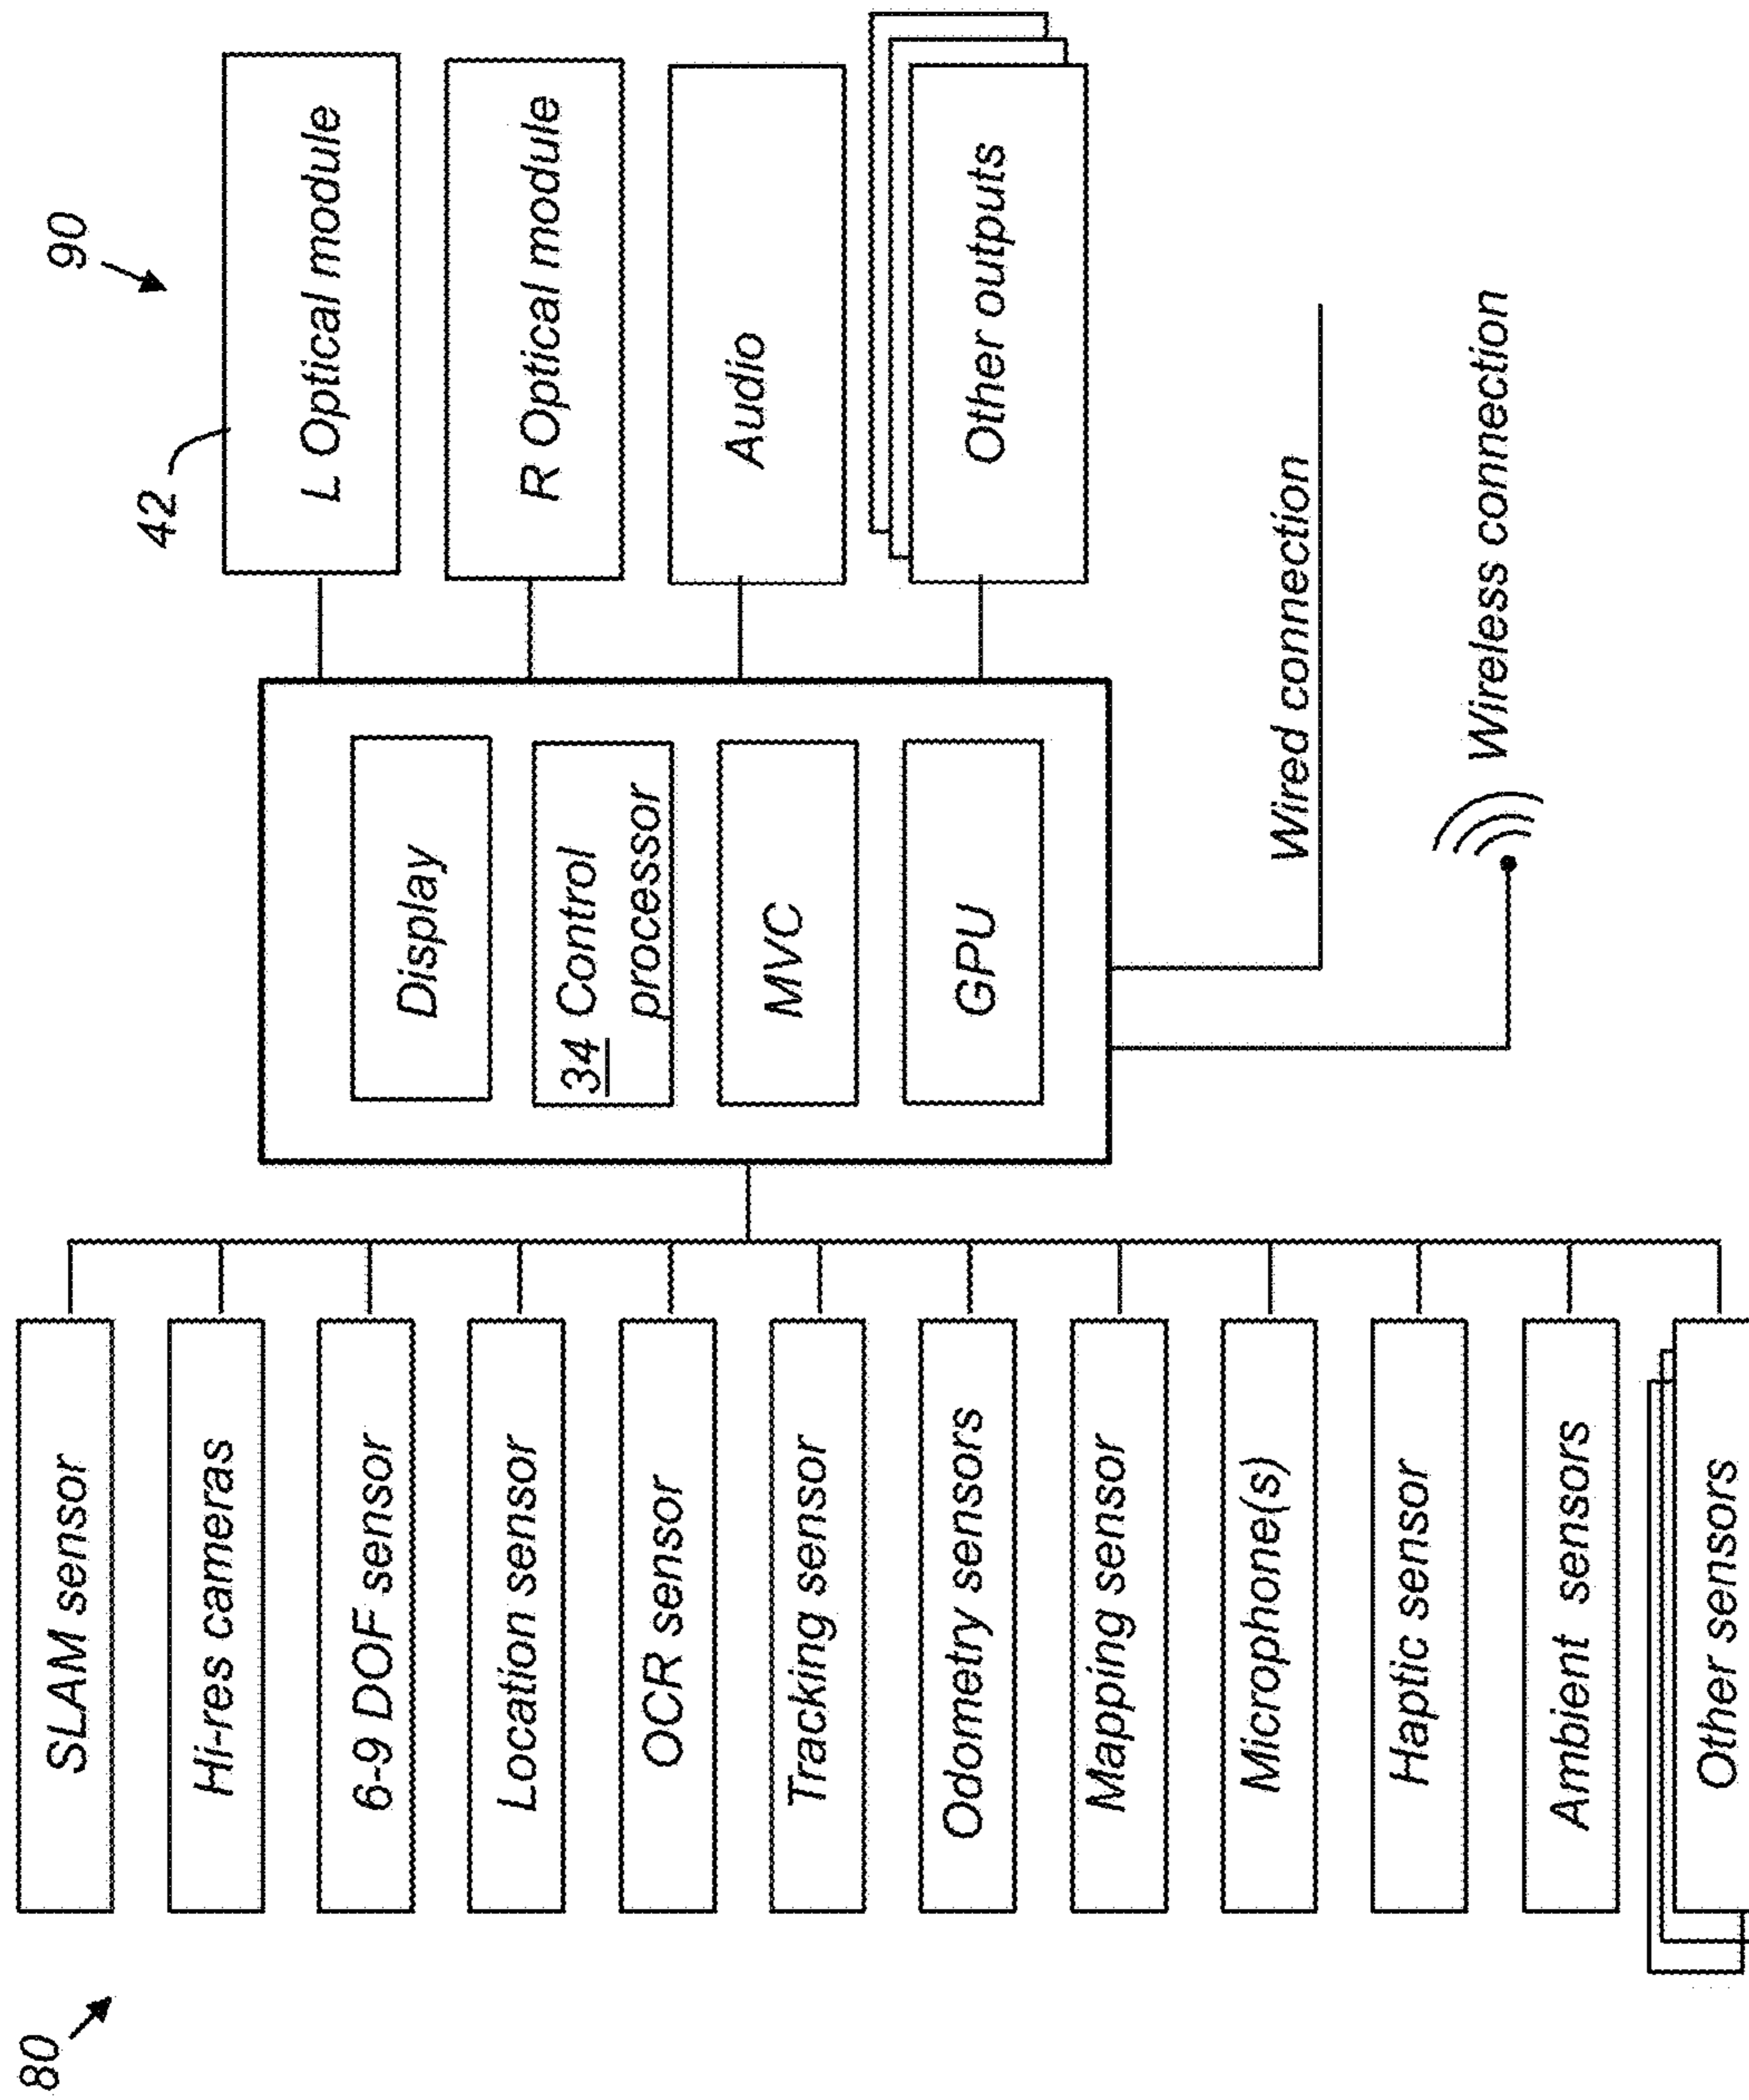 80
SLAM sensor
Hi-res cameras
6-9 DOF sensor
Location sensor
OCR sensor
Tracking sensor
Odometry sensors
Mapping sensor
Microphone(s)
Haptic sensor
Ambient sensors
Other sensors
Display
34 Control
processor
MVC
GPU
90
42
L Optical module
R Optical module
Audio
Other outputs
Wired connection
Wireless connection